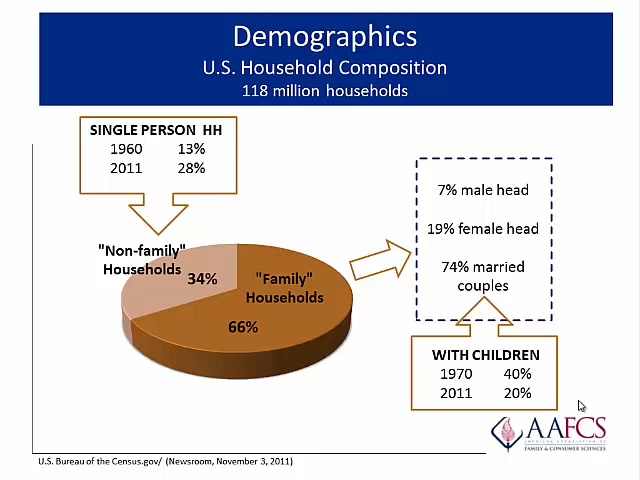 Demographics
U.S. Household Composition
118 million households
SINGLE PERSON HH
1960 13%
2011 28%
"Non-family"
Households
34%
"Family"
Households
66%
7% male head
19% female head
74% married
couples
WITH CHILDREN
1970 40%
2011 20%
AAFCS
AMERICAN ASSOCIATION OF
FAMILY & CONSUMER SCIENCES
U.S. Bureau of the Census.gov/ (Newsroom, November 3, 2011)